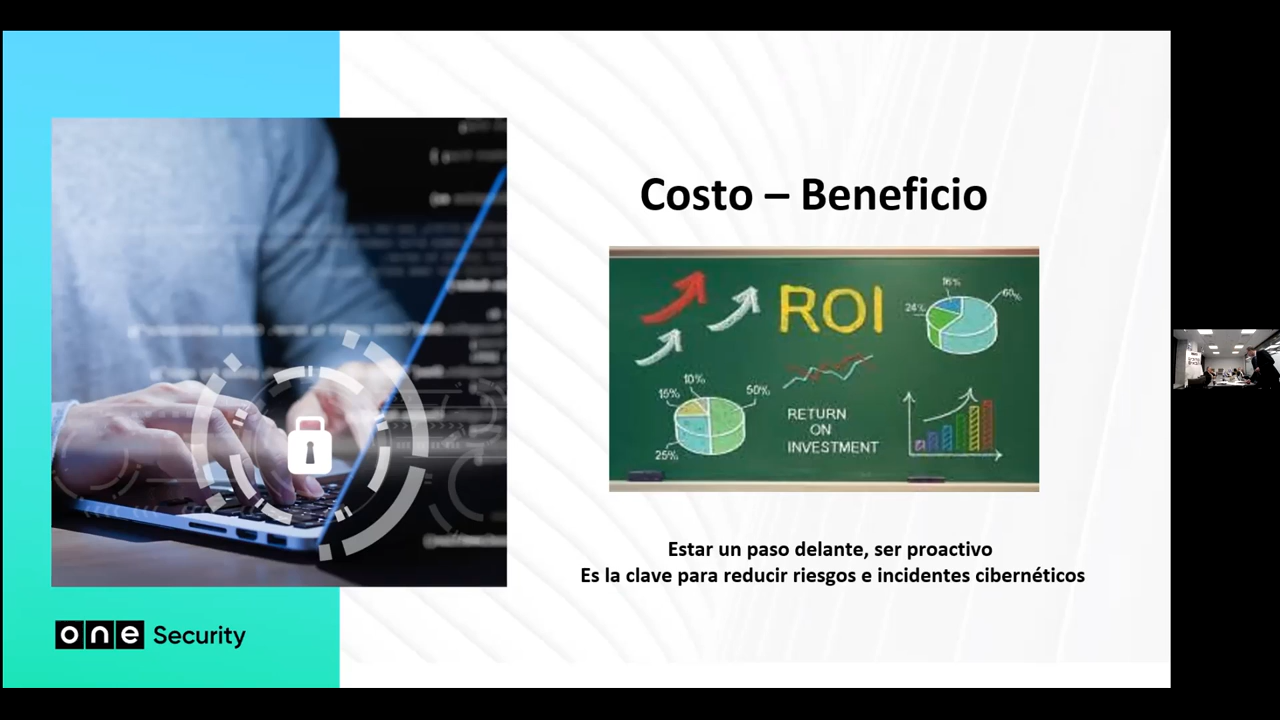 Costo – Beneficio
ROI
16%
60%
24%
10%
15%
50%
25%
RETURN
ON
INVESTMENT
Estar un paso delante, ser proactivo
Es la clave para reducir riesgos e incidentes cibernéticos
one Security